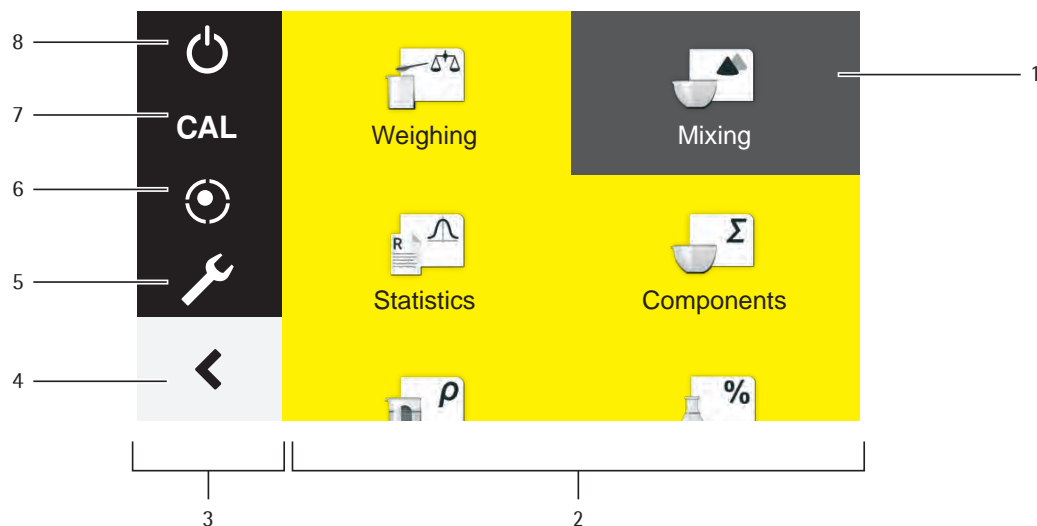 8
7
6
5
4
CAL
Weighing
Mixing
1
R
Σ
Statistics
Components
ρ
%
3
2